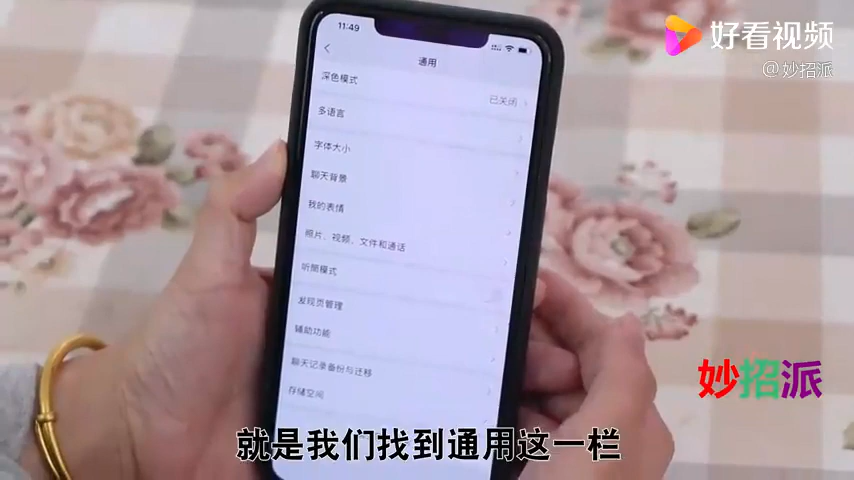 11:49
好看视频
@妙招派
通用
深色模式
已关闭
多语言
字体大小
聊天背景
我的表情
照片、视频、文件和通话
听筒模式
发现页管理
辅助功能
聊天记录备份与迁移
存储空间
妙招派
就是我们找到通用这一栏